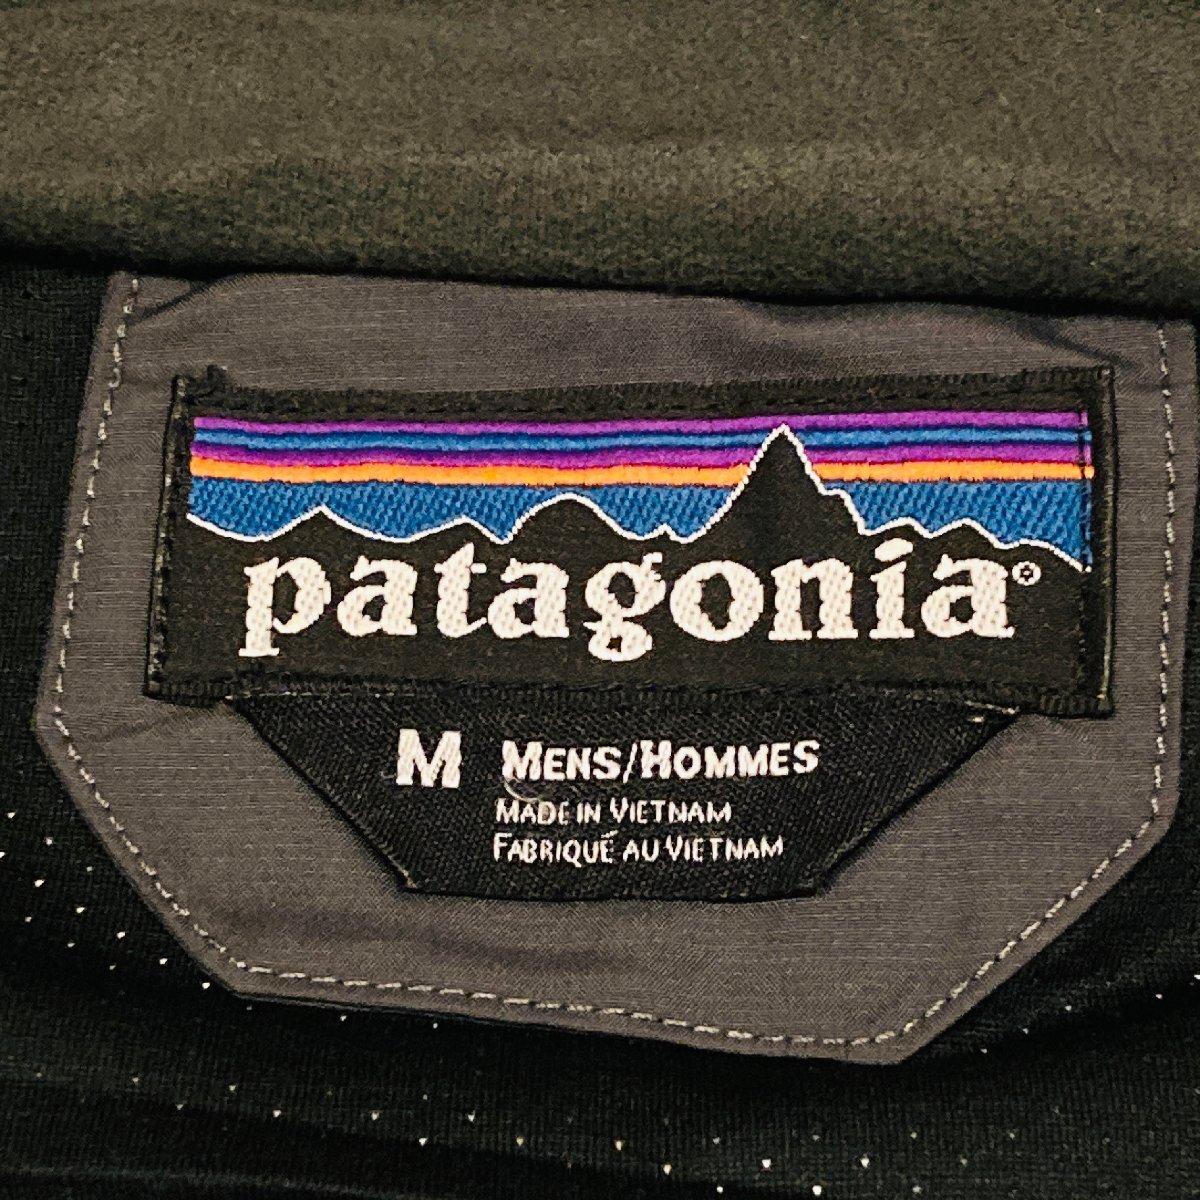 patagonia®
M MENS/HOMMES
MADE IN VIETNAM
FABRIQUÉ AU VIETNAM